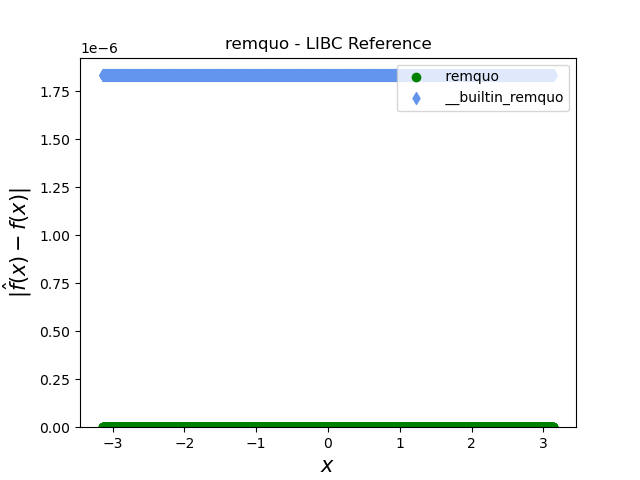 remquo - LIBC Reference
1e−6
remquo
__builtin_remquo
1.75
1.50
1.25
1.00
0.75
0.50
0.25
0.00
|f̂(x) − f(x)|
−3 −2 −1 0 1 2 3
x